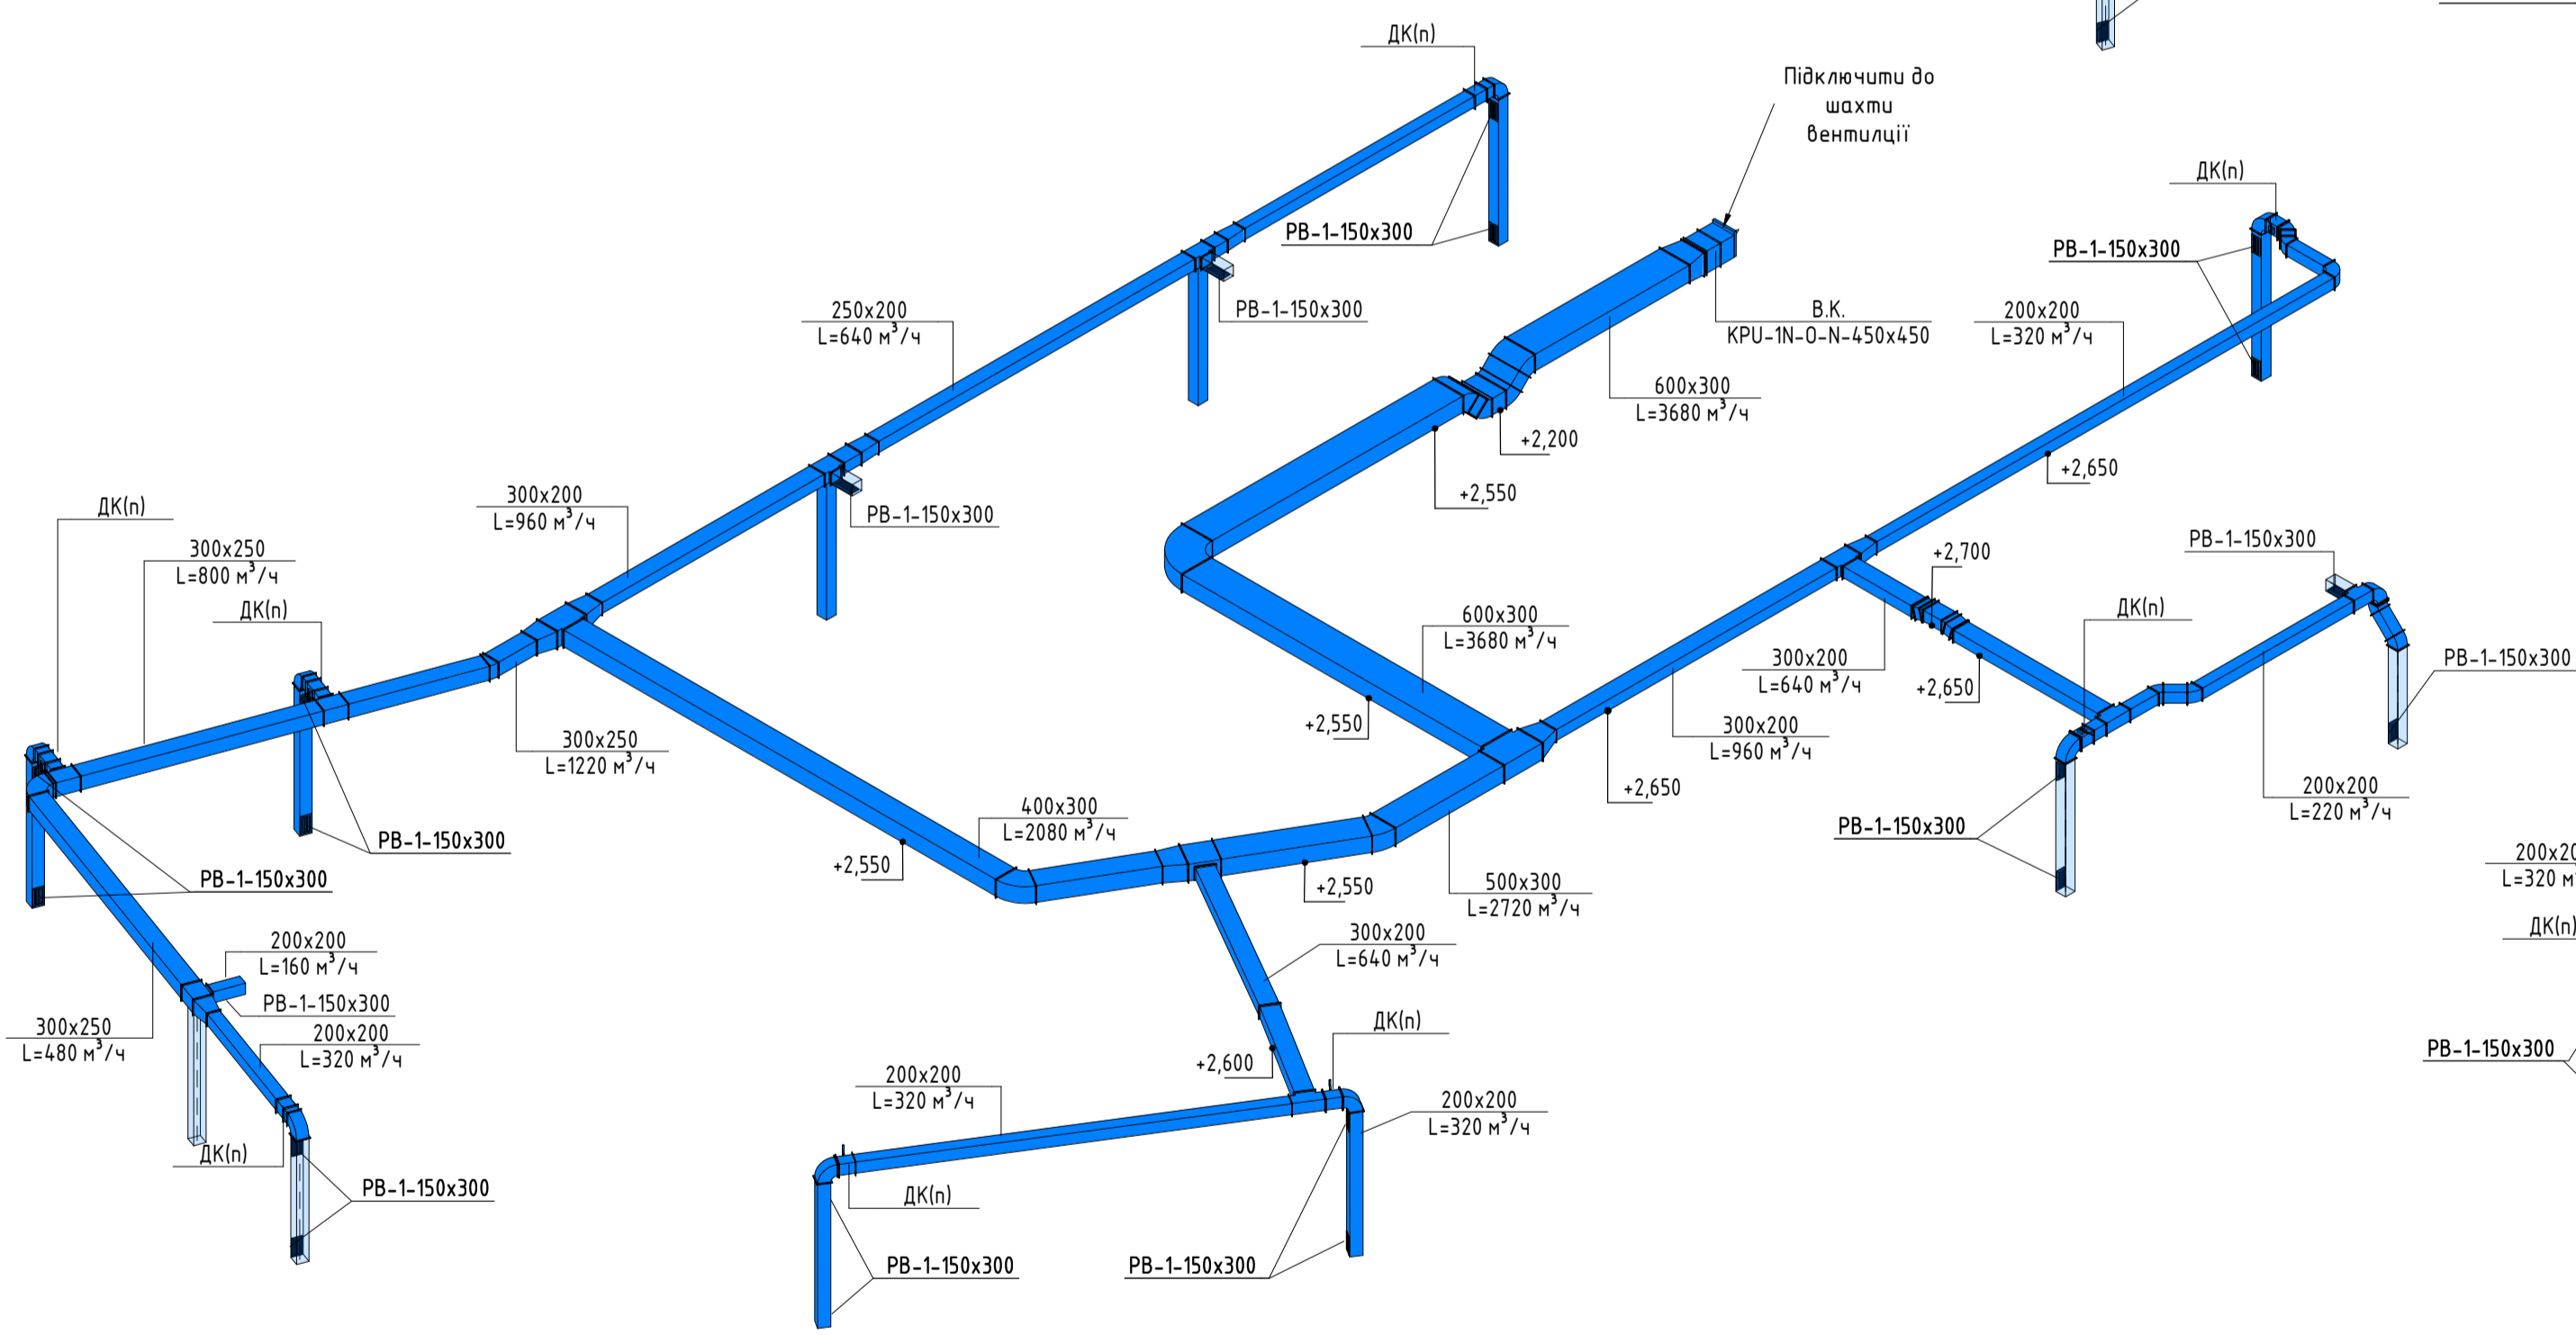 ДК(п)
Підключити до
шахти
вентилції
РВ-1-150х300
ДК(п)
РВ-1-150х300
250х200
L=640 м³/ч
РВ-1-150х300
В.К.
KPU-1N-O-N-450x450
200х200
L=320 м³/ч
600х300
L=3680 м³/ч
+2,200
+2,550
+2,650
ДК(п)
300х200
L=960 м³/ч
РВ-1-150х300
300х250
L=800 м³/ч
ДК(п)
РВ-1-150х300
+2,700
ДК(п)
600х300
L=3680 м³/ч
300х200
L=640 м³/ч
+2,650
РВ-1-150х300
+2,550
300х200
L=960 м³/ч
300х250
L=1220 м³/ч
+2,650
200х200
L=220 м³/ч
400х300
L=2080 м³/ч
РВ-1-150х300
РВ-1-150х300
+2,550
РВ-1-150х300
+2,550
500х300
L=2720 м³/ч
L=320
ДК(п)
200х200
L=160 м³/ч
300х200
L=640 м³/ч
РВ-1-150х300
300х250
L=480 м³/ч
200х200
L=320 м³/ч
ДК(п)
РВ-1-150х300
+2,600
200х200
L=320 м³/ч
200х200
L=320 м³/ч
ДК(п)
РВ-1-150х300
ДК(п)
РВ-1-150х300
РВ-1-150х300